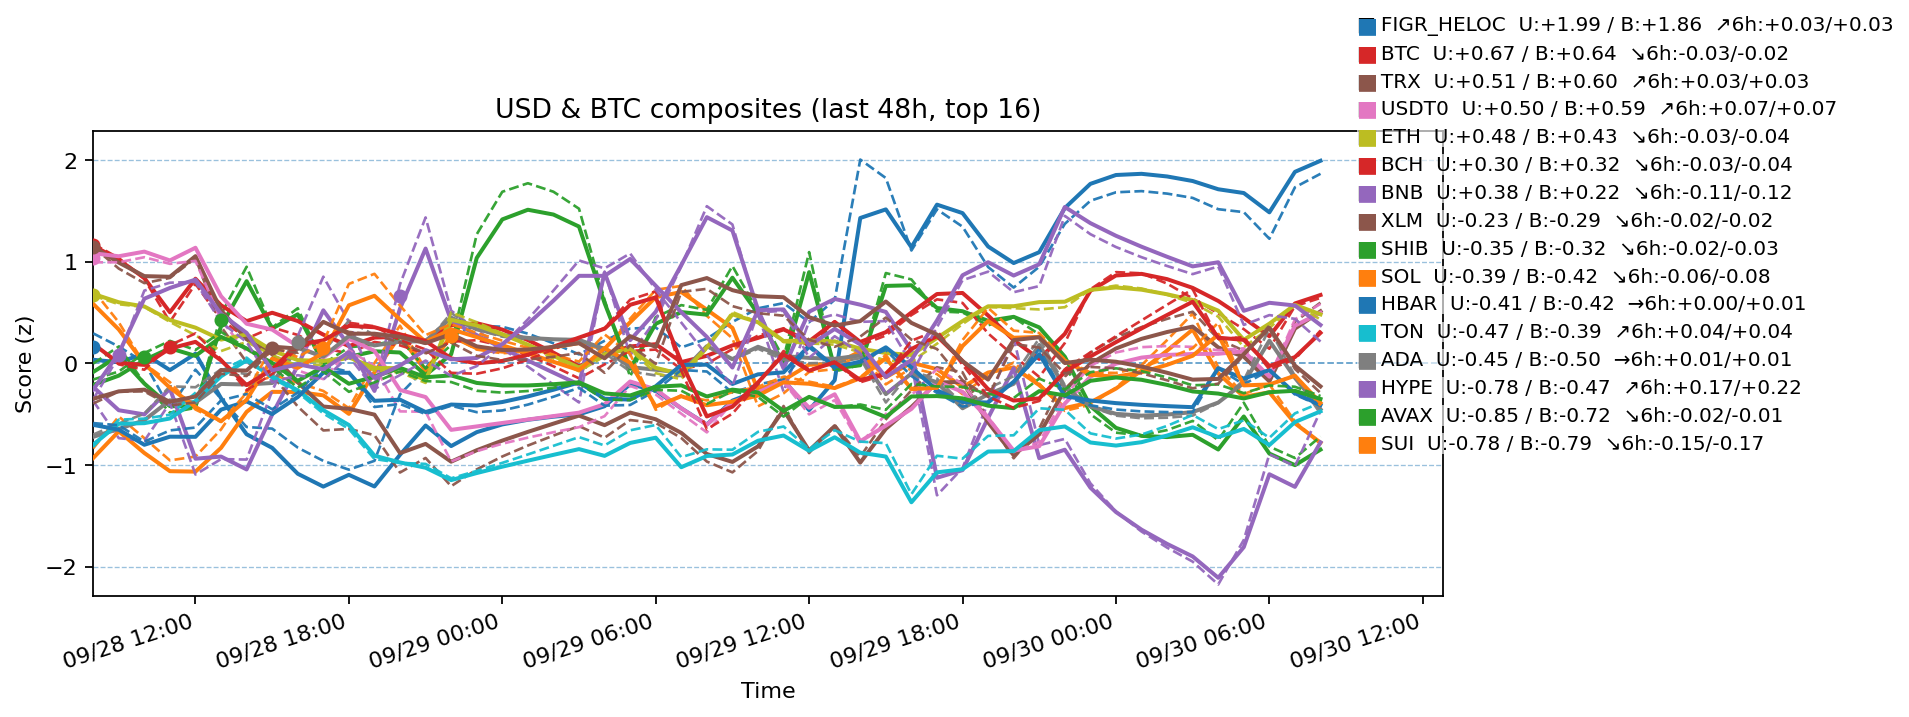 FIGR_HELOC  U:+1.99 / B:+1.86  ↗6h:+0.03/+0.03
BTC  U:+0.67 / B:+0.64  ↘6h:-0.03/-0.02
TRX  U:+0.51 / B:+0.60  ↗6h:+0.03/+0.03
USDT0  U:+0.50 / B:+0.59  ↗6h:+0.07/+0.07
ETH  U:+0.48 / B:+0.43  ↘6h:-0.03/-0.04
BCH  U:+0.30 / B:+0.32  ↘6h:-0.03/-0.04
BNB  U:+0.38 / B:+0.22  ↘6h:-0.11/-0.12
XLM  U:-0.23 / B:-0.29  ↘6h:-0.02/-0.02
SHIB  U:-0.35 / B:-0.32  ↘6h:-0.02/-0.03
SOL  U:-0.39 / B:-0.42  ↘6h:-0.06/-0.08
HBAR  U:-0.41 / B:-0.42  →6h:+0.00/+0.01
TON  U:-0.47 / B:-0.39  ↗6h:+0.04/+0.04
ADA  U:-0.45 / B:-0.50  →6h:+0.01/+0.01
HYPE  U:-0.78 / B:-0.47  ↗6h:+0.17/+0.22
AVAX  U:-0.85 / B:-0.72  ↘6h:-0.02/-0.01
SUI  U:-0.78 / B:-0.79  ↘6h:-0.15/-0.17
USD & BTC composites (last 48h, top 16)
Score (z)
2
1
0
−1
−2
09/28 12:00
09/28 18:00
09/29 00:00
09/29 06:00
09/29 12:00
09/29 18:00
09/30 00:00
09/30 06:00
09/30 12:00
Time